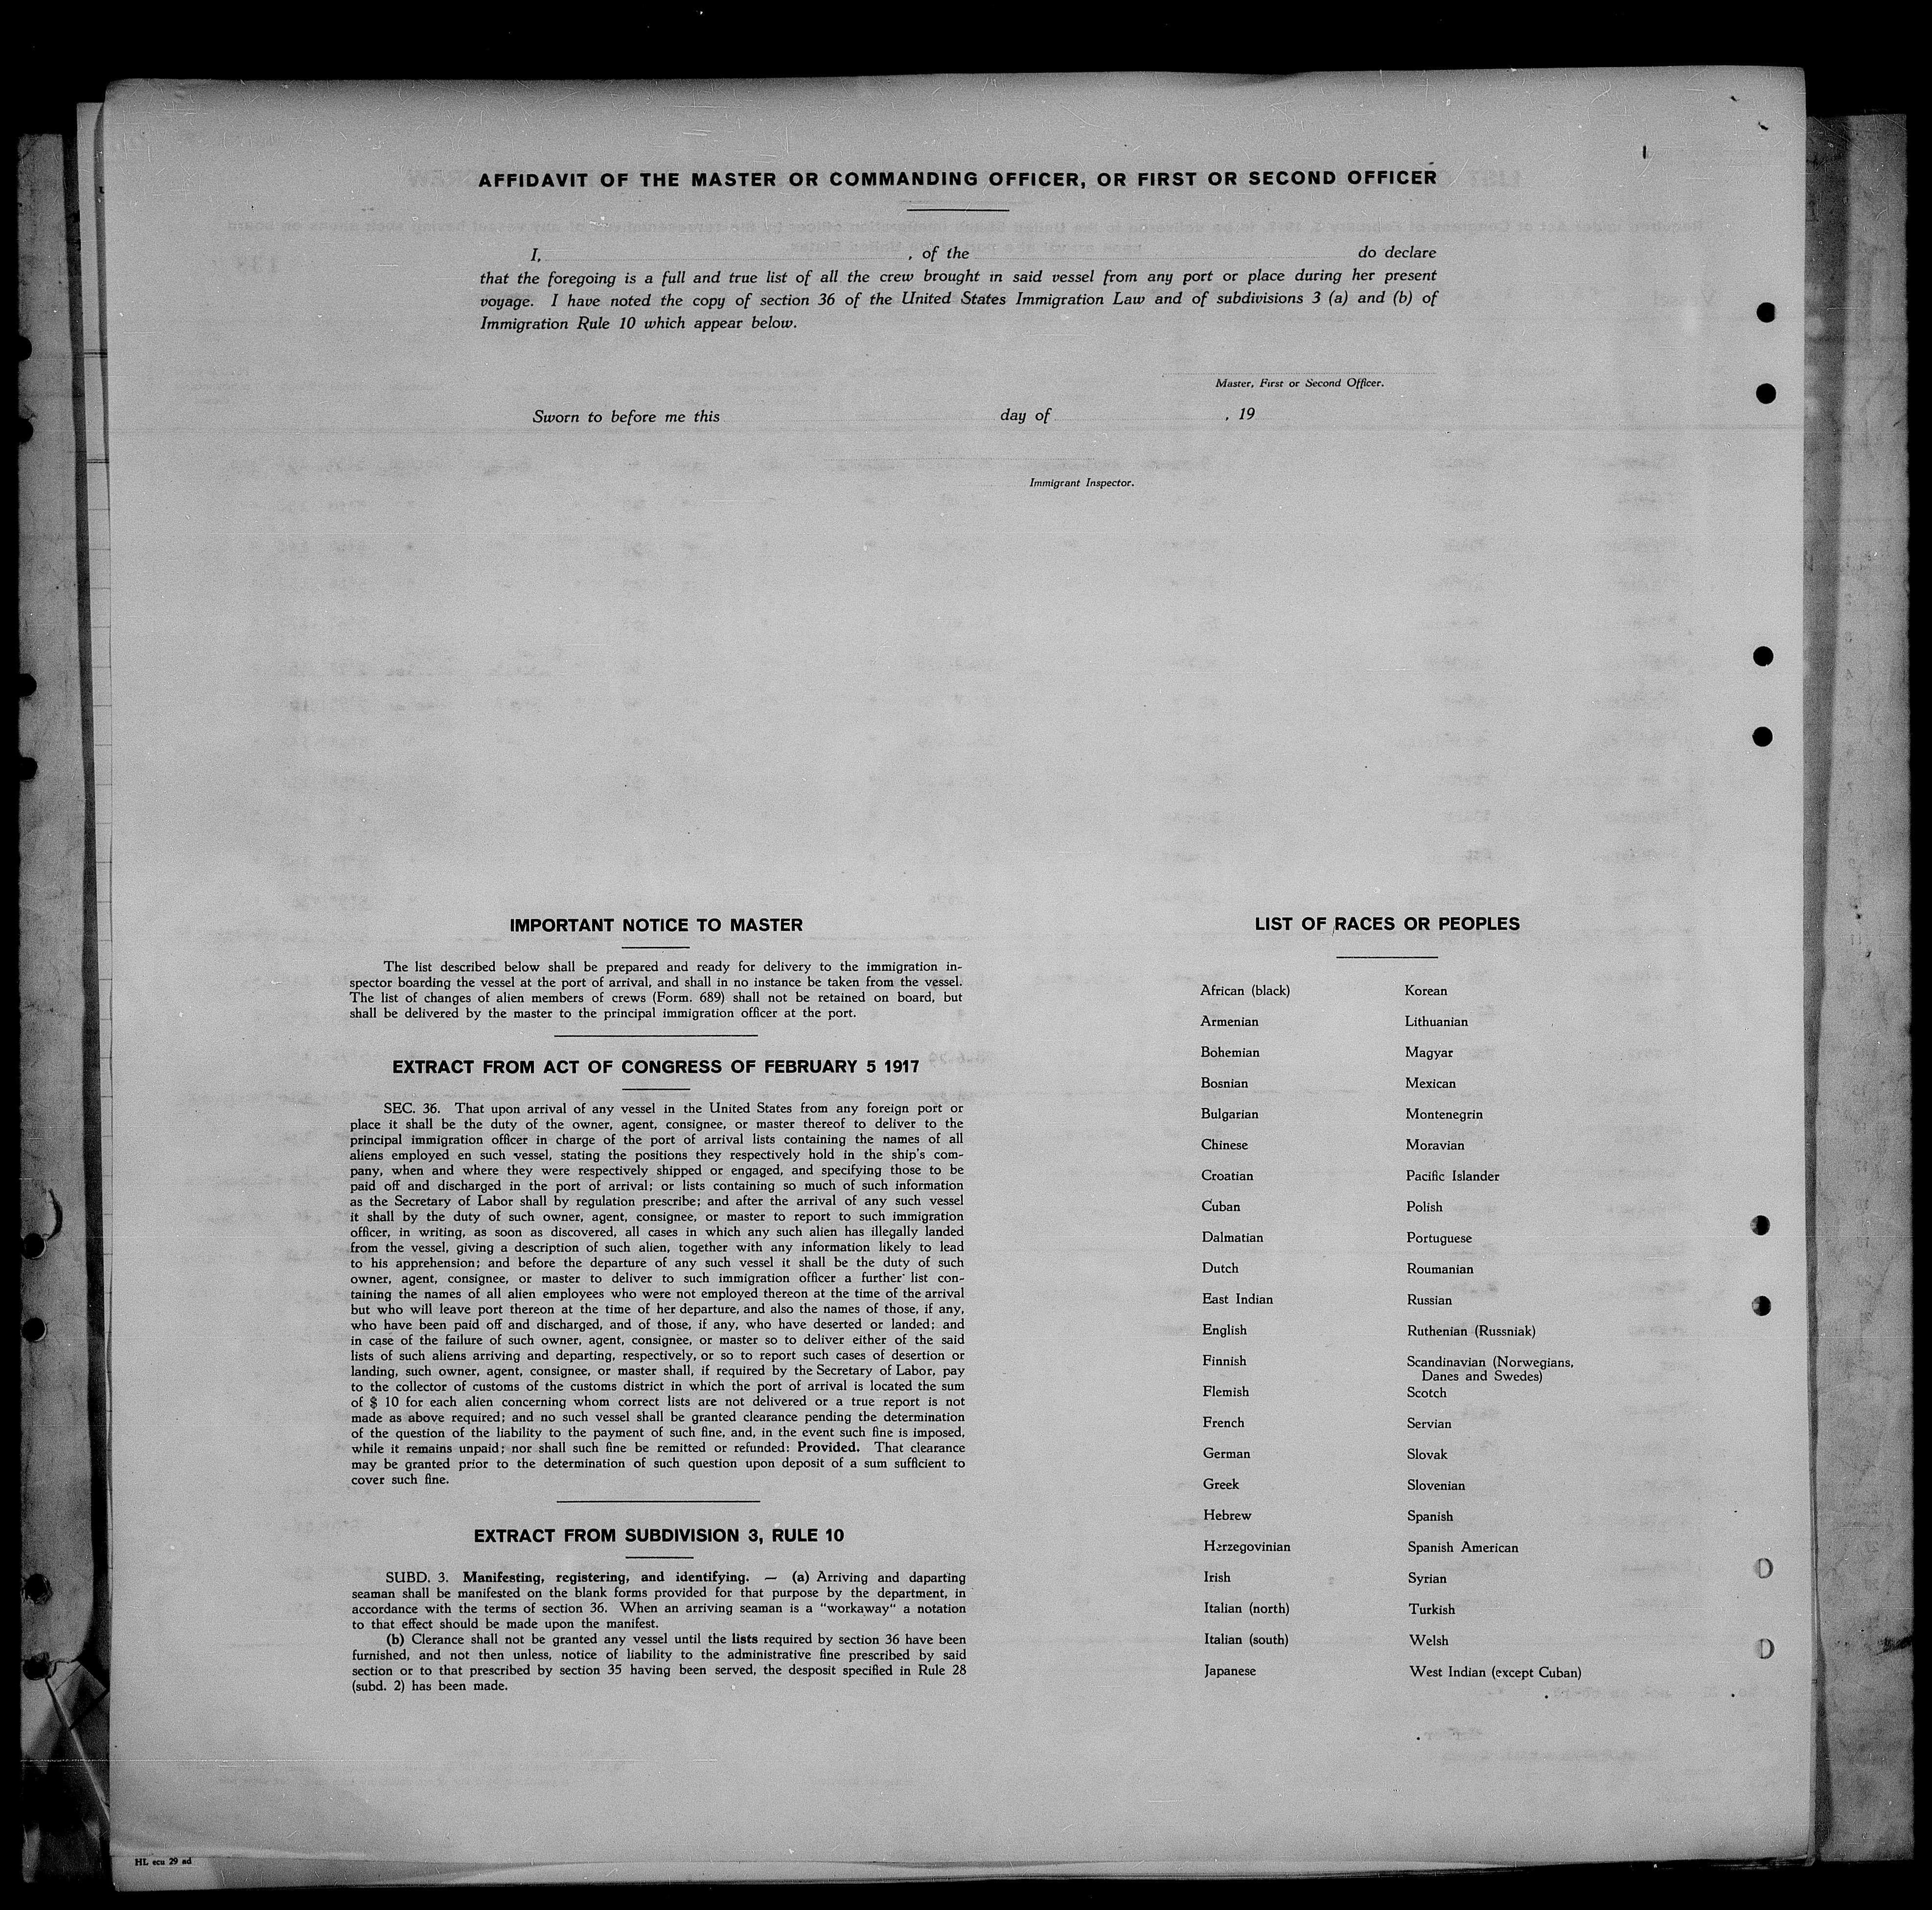 AFFIDAVIT OF THE MASTER OR COMMANDING OFFICER, OR FIRST OR SECOND OFFICER
I, , of the do declare
that the foregoing is a full and true list of all the crew brought in said vessel from any port or place during her present
voyage. I have noted the copy of section 36 of the United States Immigration Law and of subdivisions 3 (a) and (b) of
Immigration Rule 10 which appear below.
Master, First or Second Officer.
Sworn to before me this day of , 19
Immigrant Inspector.
IMPORTANT NOTICE TO MASTER
The list described below shall be prepared and ready for delivery to the immigration in-
spector boarding the vessel at the port of arrival, and shall in no instance be taken from the vessel.
The list of changes of alien members of crews (Form. 689) shall not be retained on board, but
shall be delivered by the master to the principal immigration officer at the port.
EXTRACT FROM ACT OF CONGRESS OF FEBRUARY 5 1917
SEC. 36. That upon arrival of any vessel in the United States from any foreign port or
place it shall be the duty of the owner, agent, consignee, or master thereof to deliver to the
principal immigration officer in charge of the port of arrival lists containing the names of all
aliens employed en such vessel, stating the positions they respectively hold in the ship's com-
pany, when and where they were respectively shipped or engaged, and specifying those to be
paid off and discharged in the port of arrival; or lists containing so much of such information
as the Secretary of Labor shall by regulation prescribe; and after the arrival of any such vessel
it shall by the duty of such owner, agent, consignee, or master to report to such immigration
officer, in writing, as soon as discovered, all cases in which any such alien has illegally landed
from the vessel, giving a description of such alien, together with any information likely to lead
to his apprehension; and before the departure of any such vessel it shall be the duty of such
owner, agent, consignee, or master to deliver to such immigration officer a further list con-
taining the names of all alien employees who were not employed thereon at the time of the arrival
but who will leave port thereon at the time of her departure, and also the names of those, if any,
who have been paid off and discharged, and of those, if any, who have deserted or landed; and
in case of the failure of such owner, agent, consignee, or master so to deliver either of the said
lists of such aliens arriving and departing, respectively, or so to report such cases of desertion or
landing, such owner, agent, consignee, or master shall, if required by the Secretary of Labor, pay
to the collector of customs of the customs district in which the port of arrival is located the sum
of $ 10 for each alien concerning whom correct lists are not delivered or a true report is not
made as above required; and no such vessel shall be granted clearance pending the determination
of the question of the liability to the payment of such fine, and, in the event such fine is imposed,
while it remains unpaid; nor shall such fine be remitted or refunded: Provided. That clearance
may be granted prior to the determination of such question upon deposit of a sum sufficient to
cover such fine.
EXTRACT FROM SUBDIVISION 3, RULE 10
SUBD. 3. Manifesting, registering, and identifying. — (a) Arriving and daparting
seaman shall be manifested on the blank forms provided for that purpose by the department, in
accordance with the terms of section 36. When an arriving seaman is a "workaway" a notation
to that effect should be made upon the manifest.
(b) Clerance shall not be granted any vessel until the lists required by section 36 have been
furnished, and not then unless, notice of liability to the administrative fine prescribed by said
section or to that prescribed by section 35 having been served, the desposit specified in Rule 28
(subd. 2) has been made.
LIST OF RACES OR PEOPLES
African (black)
Armenian
Bohemian
Bosnian
Bulgarian
Chinese
Croatian
Cuban
Dalmatian
Dutch
East Indian
English
Finnish
Flemish
French
German
Greek
Hebrew
Herzegovinian
Irish
Italian (north)
Italian (south)
Japanese
Korean
Lithuanian
Magyar
Mexican
Montenegrin
Moravian
Pacific Islander
Polish
Portuguese
Roumanian
Russian
Ruthenian (Russniak)
Scandinavian (Norwegians,
Danes and Swedes)
Scotch
Servian
Slovak
Slovenian
Spanish
Spanish American
Syrian
Turkish
Welsh
West Indian (except Cuban)
HL ecu 29 ad